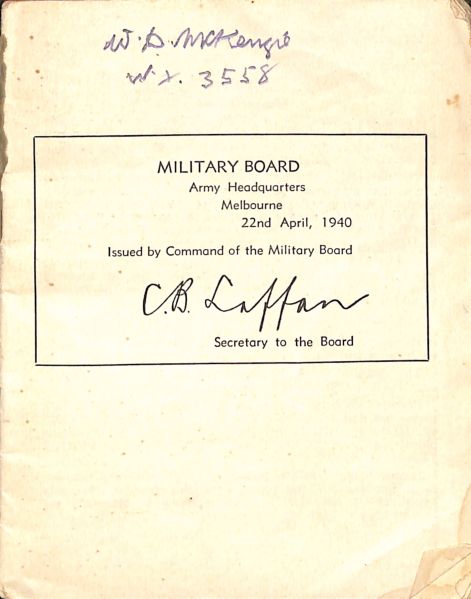 W. D. McKenzie
W. X. 3558
MILITARY BOARD
Army Headquarters
Melbourne
22nd April, 1940
Issued by Command of the Military Board
C.B. Laffan
Secretary to the Board